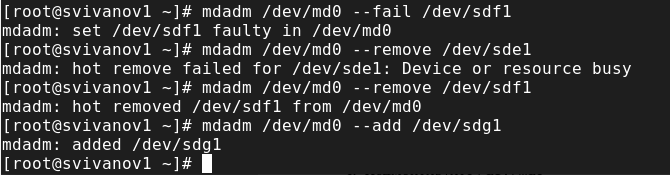 [root@svivanov1 ~]# mdadm /dev/md0 --fail /dev/sdf1
mdadm: set /dev/sdf1 faulty in /dev/md0
[root@svivanov1 ~]# mdadm /dev/md0 --remove /dev/sde1
mdadm: hot remove failed for /dev/sde1: Device or resource busy
[root@svivanov1 ~]# mdadm /dev/md0 --remove /dev/sdf1
mdadm: hot removed /dev/sdf1 from /dev/md0
[root@svivanov1 ~]# mdadm /dev/md0 --add /dev/sdg1
mdadm: added /dev/sdg1
[root@svivanov1 ~]#